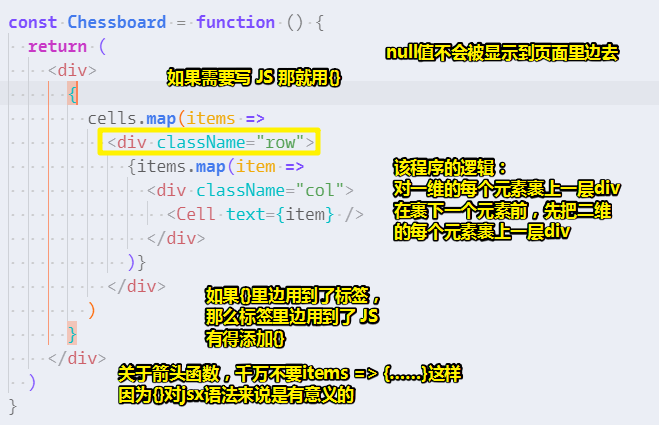 const Chessboard = function () {
return (
null值不会被显示到页面里边去
<div>
如果需要写 JS 那就用{}
{
cells.map(items =>
<div className="row">
{items.map(item =>
该程序的逻辑：
对一维的每个元素裹上一层div
<div className="col">
在裹下一个元素前，先把二维
<Cell text={item} />
的每个元素裹上一层div
</div>
)}
</div>
如果{}里边用到了标签，
)
那么标签里边用到了 JS
}
有得添加{}
</div>
关于箭头函数，千万不要items => {......}这样
)
因为{}对jsx语法来说是有意义的
}